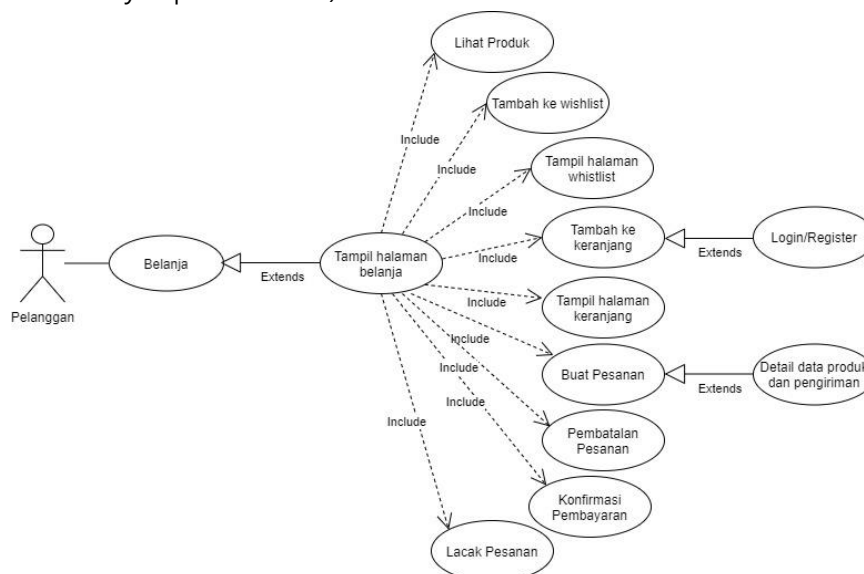 Lihat Produk
Tambah ke wishlist
Include
Include
Tampil halaman
whistlist
Include
Include
Tambah ke
keranjang
Extends
Login/Register
Pelanggan
Belanja
Extends
Tampil halaman
belanja
Include
Include
Tampil halaman
keranjang
Include
Include
Include
Buat Pesanan
Extends
Detail data produk
dan pengiriman
Include
Pembatalan
Pesanan
Konfirmasi
Pembayaran
Lacak Pesanan